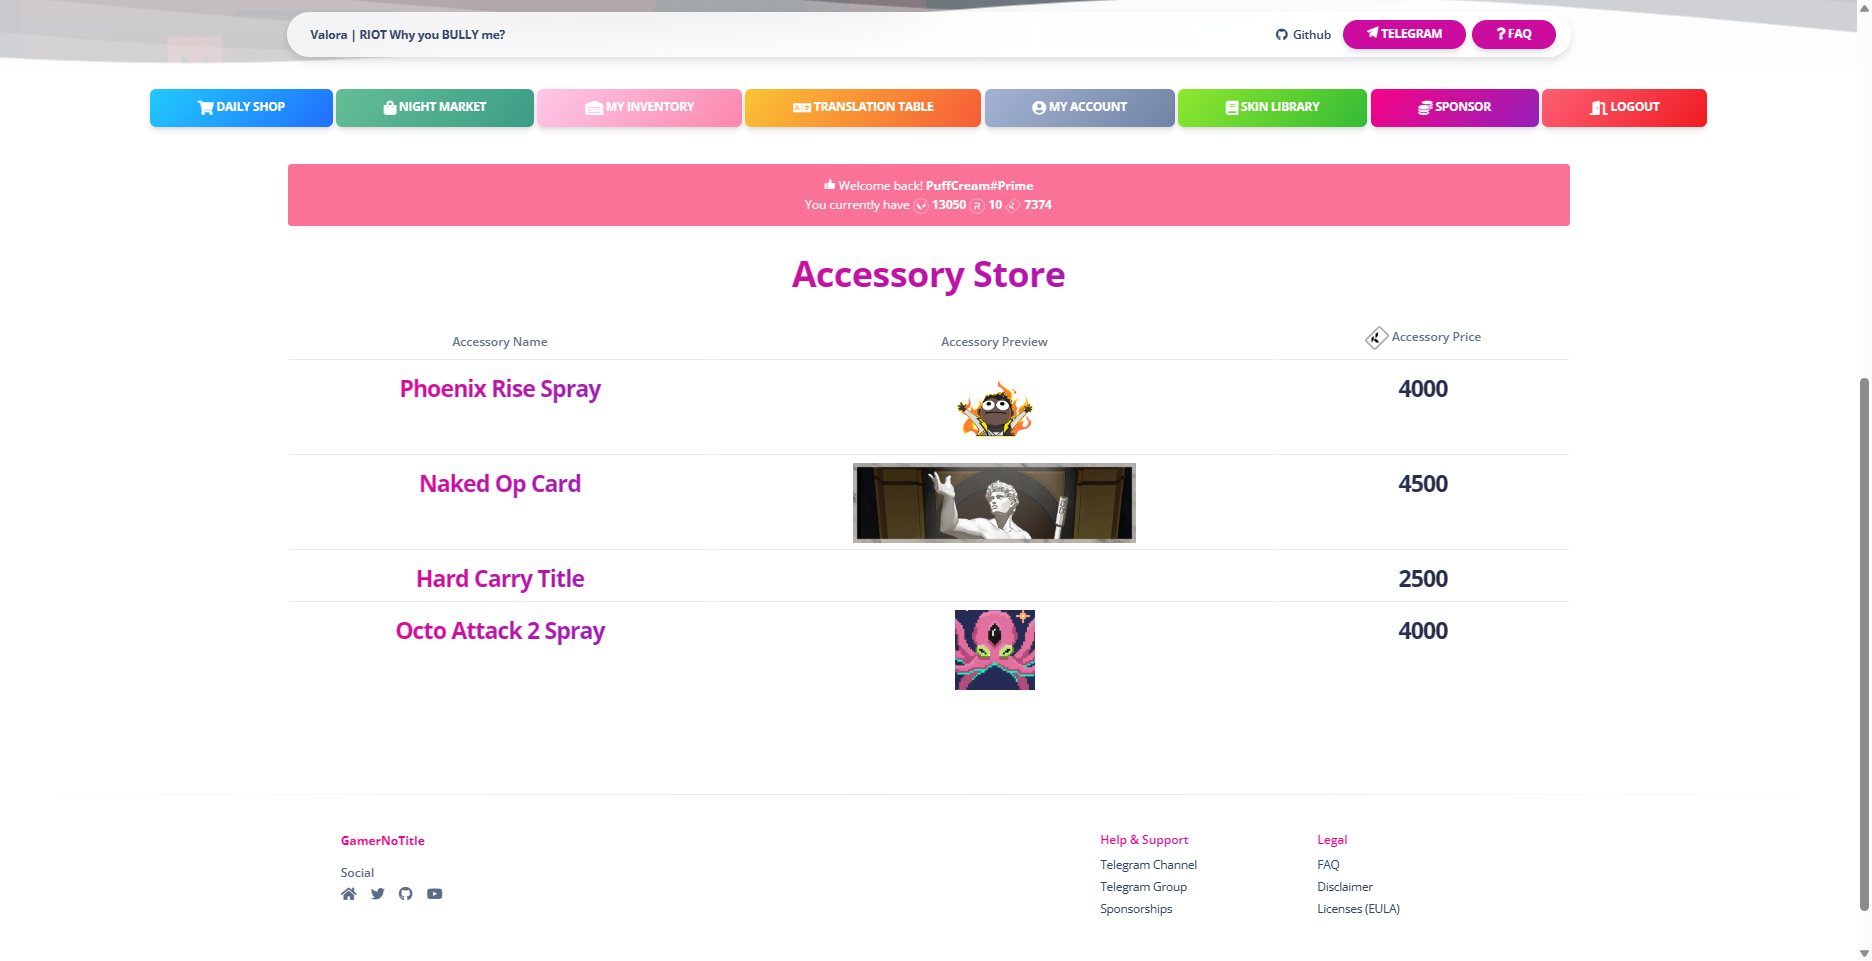 Valora | RIOT Why you BULLY me?
Github
TELEGRAM
FAQ
DAILY SHOP
NIGHT MARKET
MY INVENTORY
TRANSLATION TABLE
MY ACCOUNT
SKIN LIBRARY
SPONSOR
LOGOUT
Welcome back! PuffCream#Prime
You currently have 13050 10 7374
Accessory Store
Accessory Name
Accessory Preview
Accessory Price
Phoenix Rise Spray
4000
Naked Op Card
4500
Hard Carry Title
2500
Octo Attack 2 Spray
4000
GamerNoTitle
Social
Help & Support
Telegram Channel
Telegram Group
Sponsorships
Legal
FAQ
Disclaimer
Licenses (EULA)